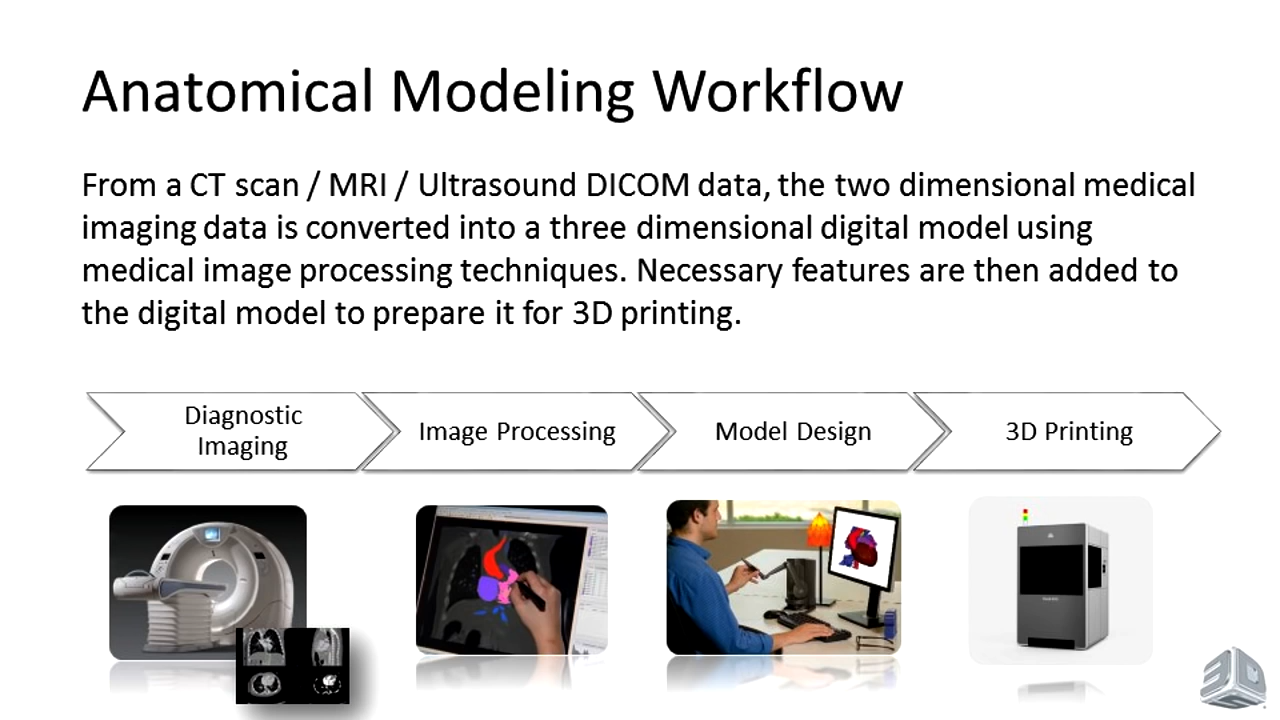 Anatomical Modeling Workflow
From a CT scan / MRI / Ultrasound DICOM data, the two dimensional medical
imaging data is converted into a three dimensional digital model using
medical image processing techniques. Necessary features are then added to
the digital model to prepare it for 3D printing.
Diagnostic
Imaging
Image Processing
Model Design
3D Printing